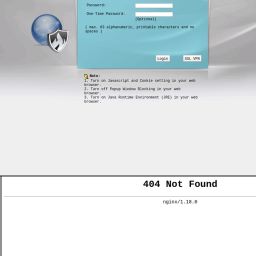 Password:
One Time Password:
(Optional)
( max. 63 alphanumeric, printable characters and no
spaces )
Login
SSL VPN
Note:
1. Turn on Javascript and Cookie setting in your web
browser.
2. Turn off Popup Window Blocking in your web
browser.
3. Turn on Java Runtime Environment (JRE) in your web
browser.
404 Not Found
nginx/1.18.0